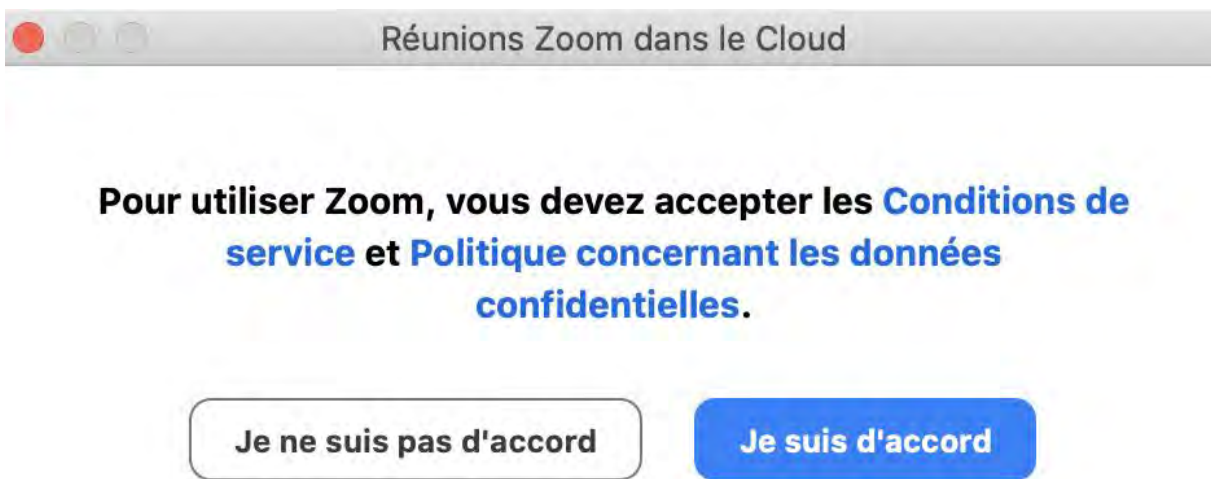 Réunions Zoom dans le Cloud
Pour utiliser Zoom, vous devez accepter les Conditions de
service et Politique concernant les données
confidentielles.
Je ne suis pas d'accord
Je suis d'accord